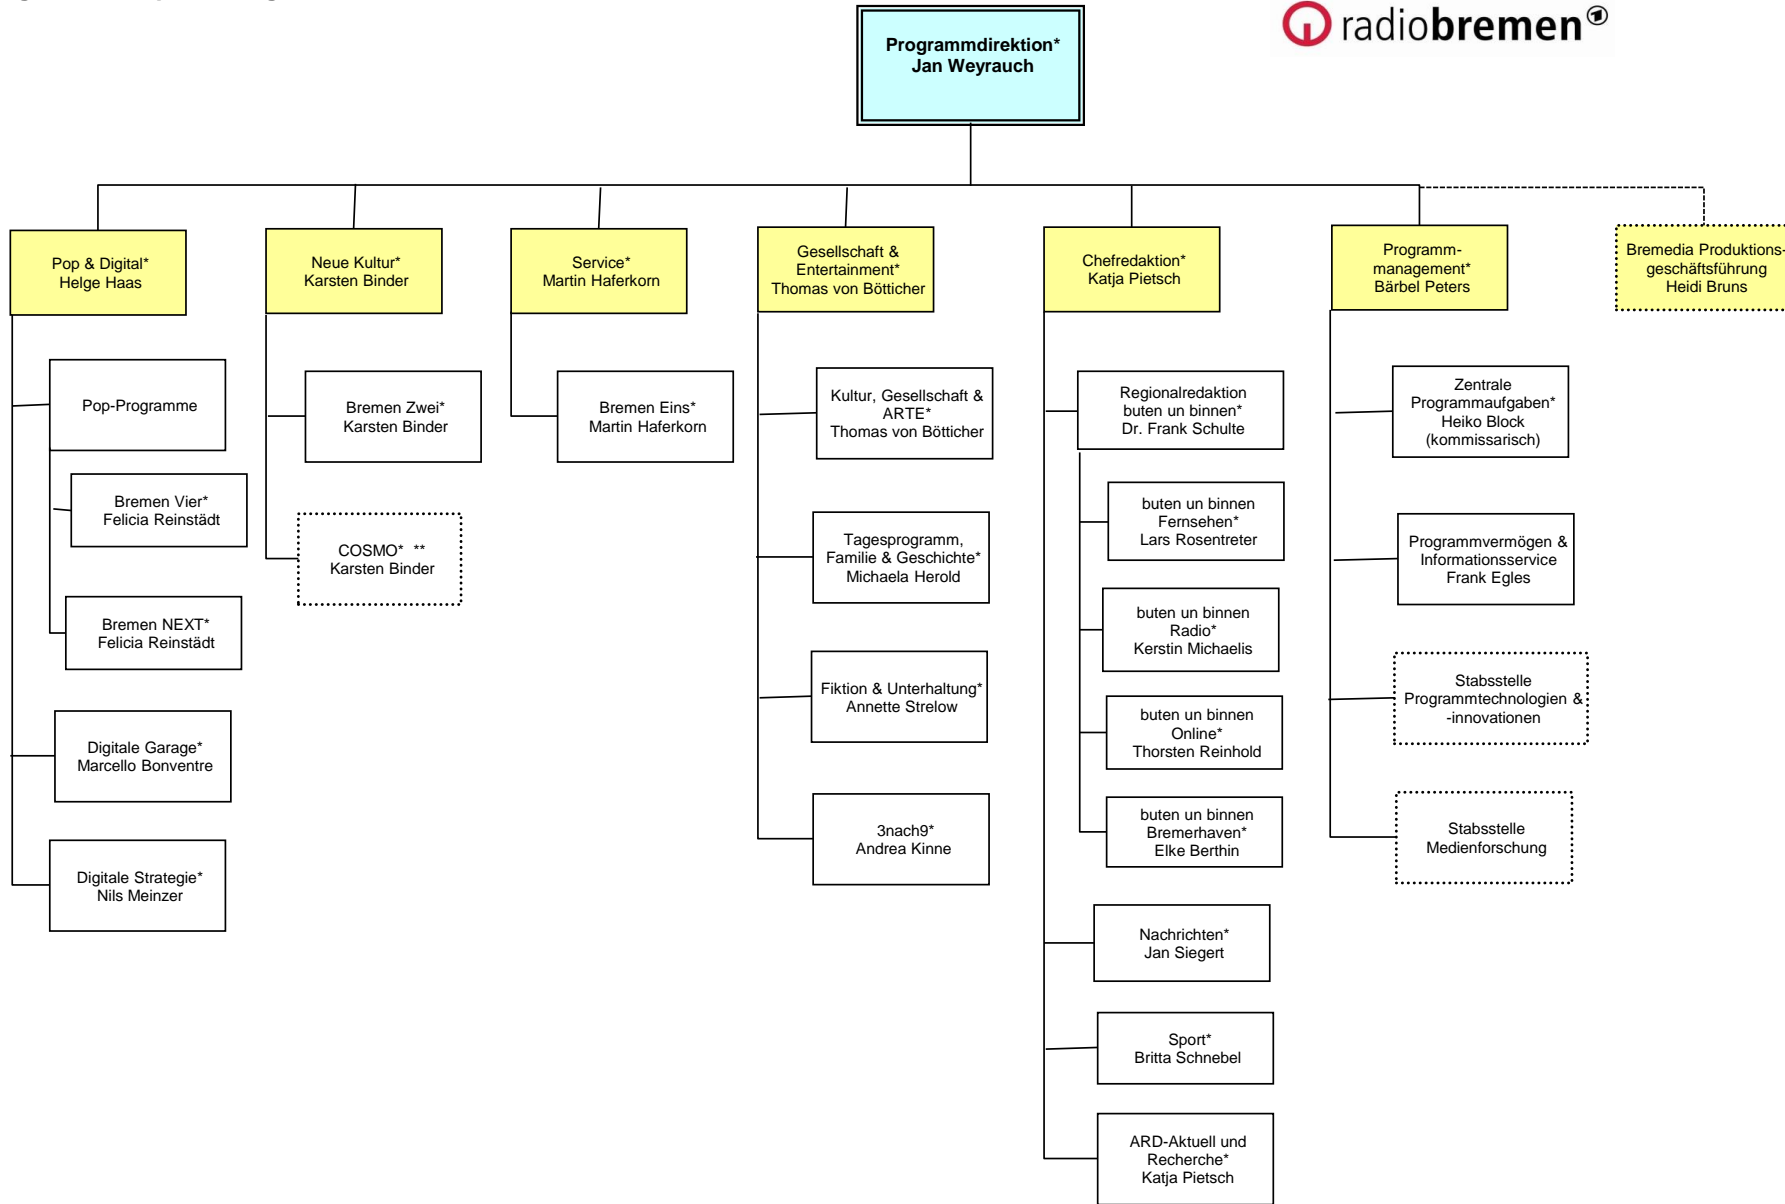 radiobremen
Programmdirektion*
Jan Weyrauch
Pop & Digital*
Helge Haas
Neue Kultur*
Karsten Binder
Service*
Martin Haferkorn
Gesellschaft &
Entertainment*
Thomas von Bötticher
Chefredaktion*
Katja Pietsch
Programm-
management*
Bärbel Peters
Bremedia Produktions-
geschäftsführung
Heidi Bruns
Pop-Programme
Bremen Vier*
Felicia Reinstädt
Bremen NEXT*
Felicia Reinstädt
Digitale Garage*
Marcello Bonventre
Digitale Strategie*
Nils Meinzer
Bremen Zwei*
Karsten Binder
COSMO* **
Karsten Binder
Bremen Eins*
Martin Haferkorn
Kultur, Gesellschaft &
ARTE*
Thomas von Bötticher
Tagesprogramm,
Familie & Geschichte*
Michaela Herold
Fiktion & Unterhaltung*
Annette Strelow
3nach9*
Andrea Kinne
Regionalredaktion
buten un binnen*
Dr. Frank Schulte
buten un binnen
Fernsehen*
Lars Rosentreter
buten un binnen
Radio*
Kerstin Michaelis
buten un binnen
Online*
Thorsten Reinhold
buten un binnen
Bremerhaven*
Elke Berthin
Nachrichten*
Jan Siegert
Sport*
Britta Schnebel
ARD-Aktuell und
Recherche*
Katja Pietsch
Zentrale
Programmaufgaben*
Heiko Block
(kommissarisch)
Programmvermögen &
Informationsservice
Frank Egles
Stabsstelle
Programmtechnologien &
-innovationen
Stabsstelle
Medienforschung